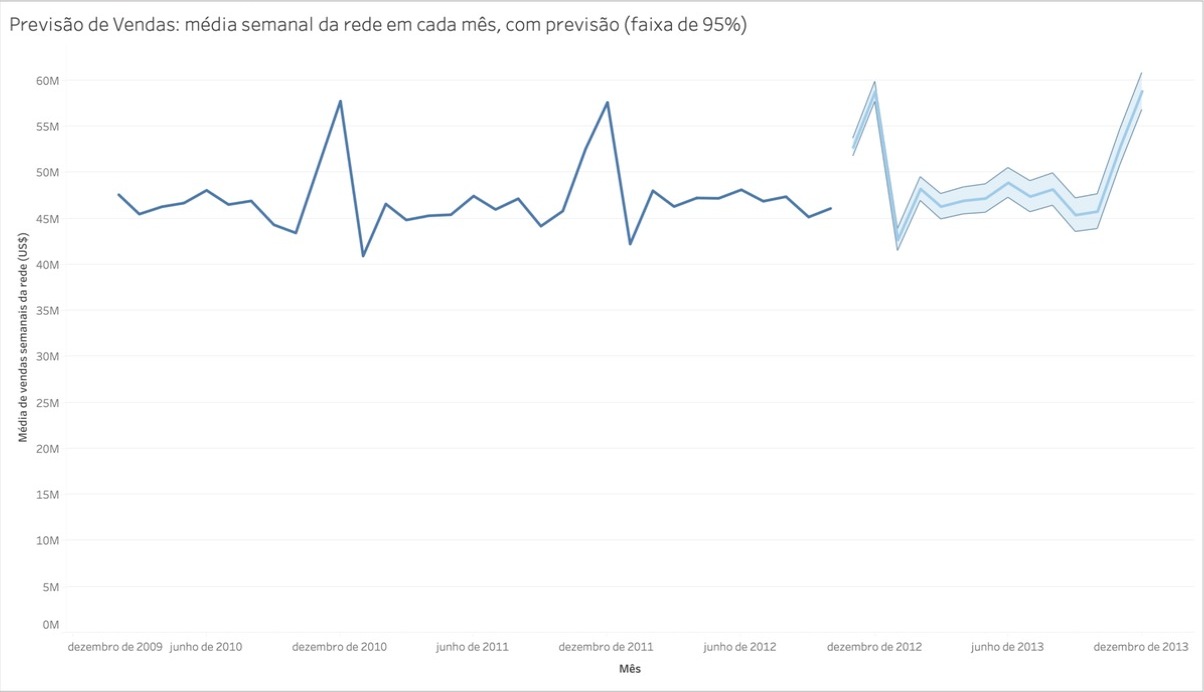 Previsão de Vendas: média semanal da rede em cada mês, com previsão (faixa de 95%)
Média de vendas semanais da rede (US$)
60M
55M
50M
45M
40M
35M
30M
25M
20M
15M
10M
5M
0M
dezembro de 2009 junho de 2010 dezembro de 2010 junho de 2011 dezembro de 2011 junho de 2012 dezembro de 2012 junho de 2013 dezembro de 2013
Mês